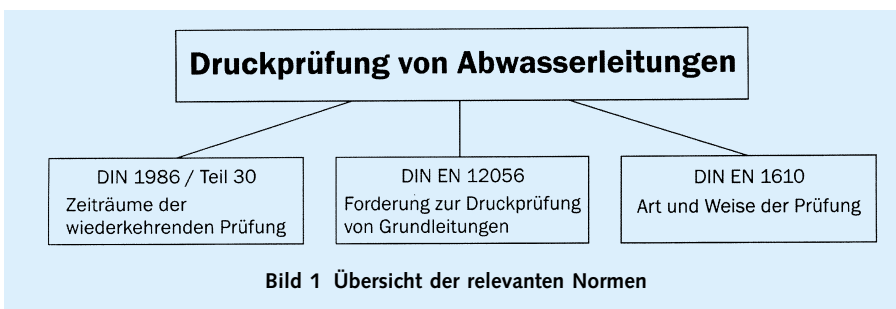 Druckprüfung von Abwasserleitungen
DIN 1986 / Teil 30
Zeiträume der
wiederkehrenden Prüfung
DIN EN 12056
Forderung zur Druckprüfung
von Grundleitungen
DIN EN 1610
Art und Weise der Prüfung
Bild 1 Übersicht der relevanten Normen